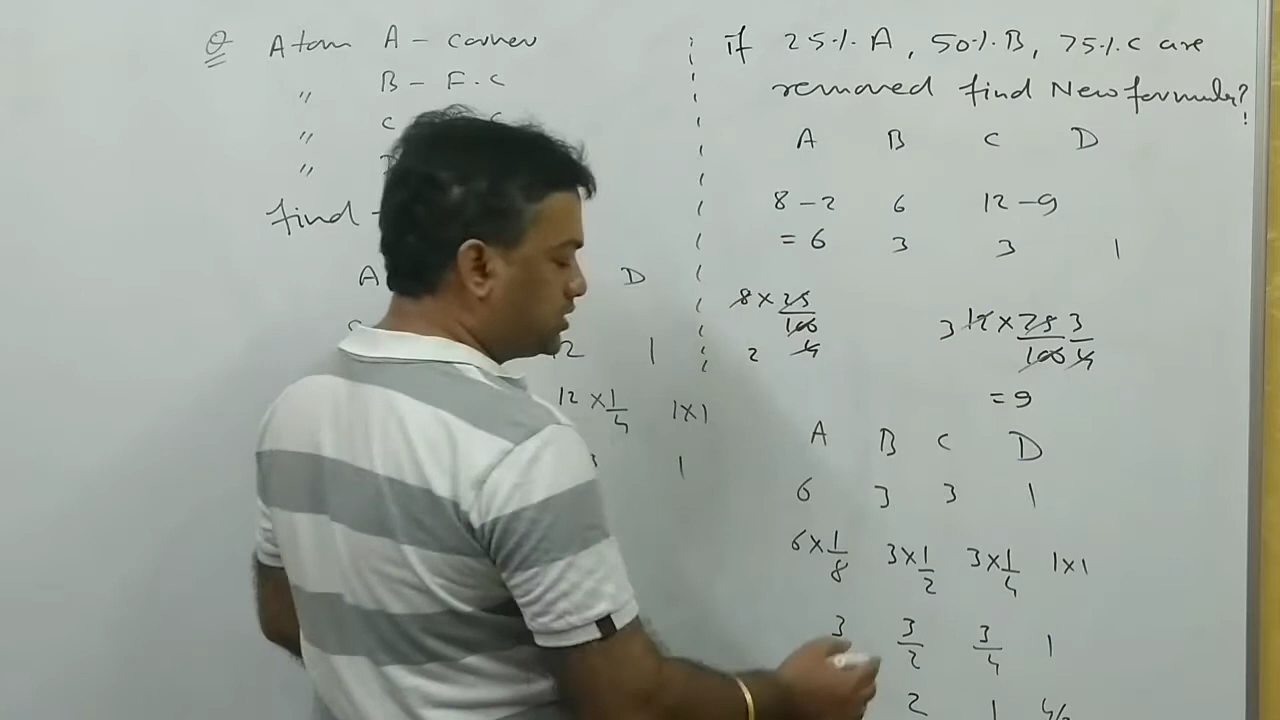 Q Atom A - corner
" B - F.C
" C
"
find
A D
12 1
12 × 1/4 1×1
1
if 25% A, 50% B, 75% C are
removed find New formula?
A B C D
8 - 2 6 12 - 9
= 6 3 3 1
8 × 25/100
2 4
3 12 × 75/100 3/4
= 9
A B C D
6 3 3 1
6 × 1/8 3 × 1/2 3 × 1/4 1×1
3 3/2 3/4 1
2 1